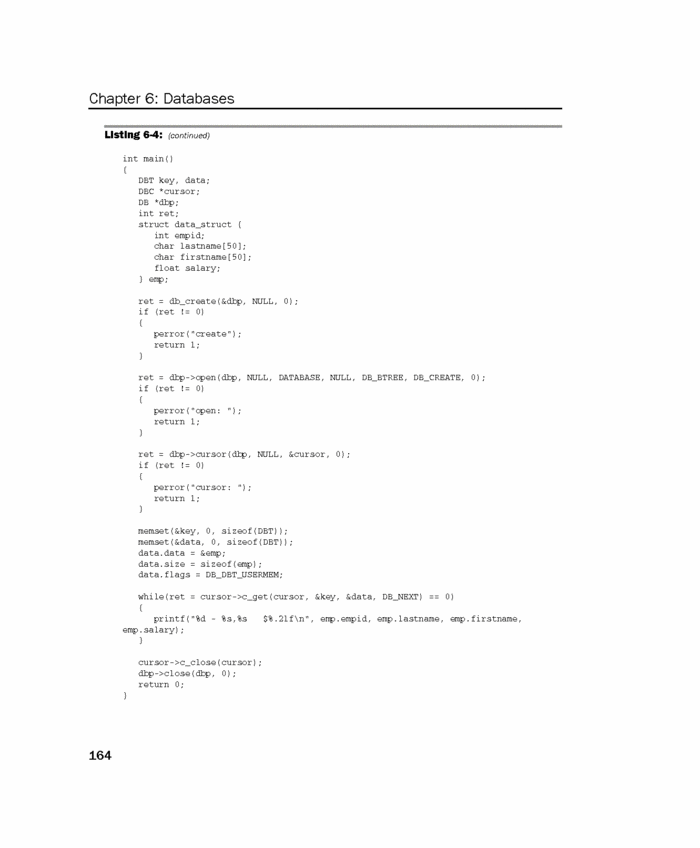 Chapter 6: Databases
Listing 6-4: (continued)
int main()
{
DBT key, data;
DBC *cursor;
DB *dbp;
int ret;
struct data_struct {
int empid;
char lastname[50];
char firstname[50];
float salary;
} emp;
ret = db_create(&dbp, NULL, 0);
if (ret != 0)
{
perror("create");
return 1;
}
ret = dbp->open(dbp, NULL, DATABASE, NULL, DB_BTREE, DB_CREATE, 0);
if (ret != 0)
{
perror("open: ");
return 1;
}
ret = dbp->cursor(dbp, NULL, &cursor, 0);
if (ret != 0)
{
perror("cursor: ");
return 1;
}
memset(&key, 0, sizeof(DBT));
memset(&data, 0, sizeof(DBT));
data.data = &emp;
data.size = sizeof(emp);
data.flags = DB_DBT_USERMEM;
while(ret = cursor->c_get(cursor, &key, &data, DB_NEXT) == 0)
{
printf("%d - %s,%s   $%.2lf\n", emp.empid, emp.lastname, emp.firstname,
emp.salary);
}
cursor->c_close(cursor);
dbp->close(dbp, 0);
return 0;
}
164